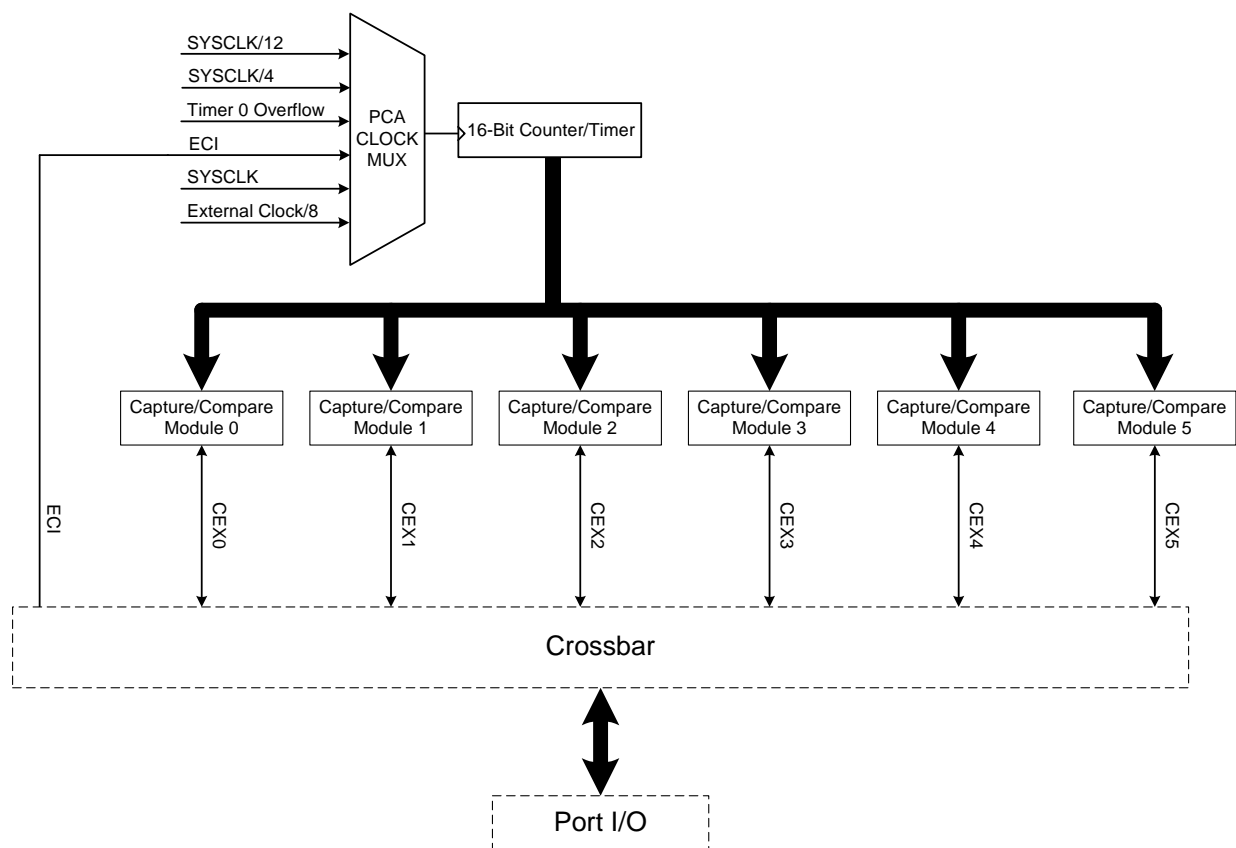 SYSCLK/12
SYSCLK/4
Timer 0 Overflow
ECI
SYSCLK
External Clock/8
PCA
CLOCK
MUX
16-Bit Counter/Timer
Capture/Compare
Module 0
Capture/Compare
Module 1
Capture/Compare
Module 2
Capture/Compare
Module 3
Capture/Compare
Module 4
Capture/Compare
Module 5
ECI
CEX0
CEX1
CEX2
CEX3
CEX4
CEX5
Crossbar
Port I/O